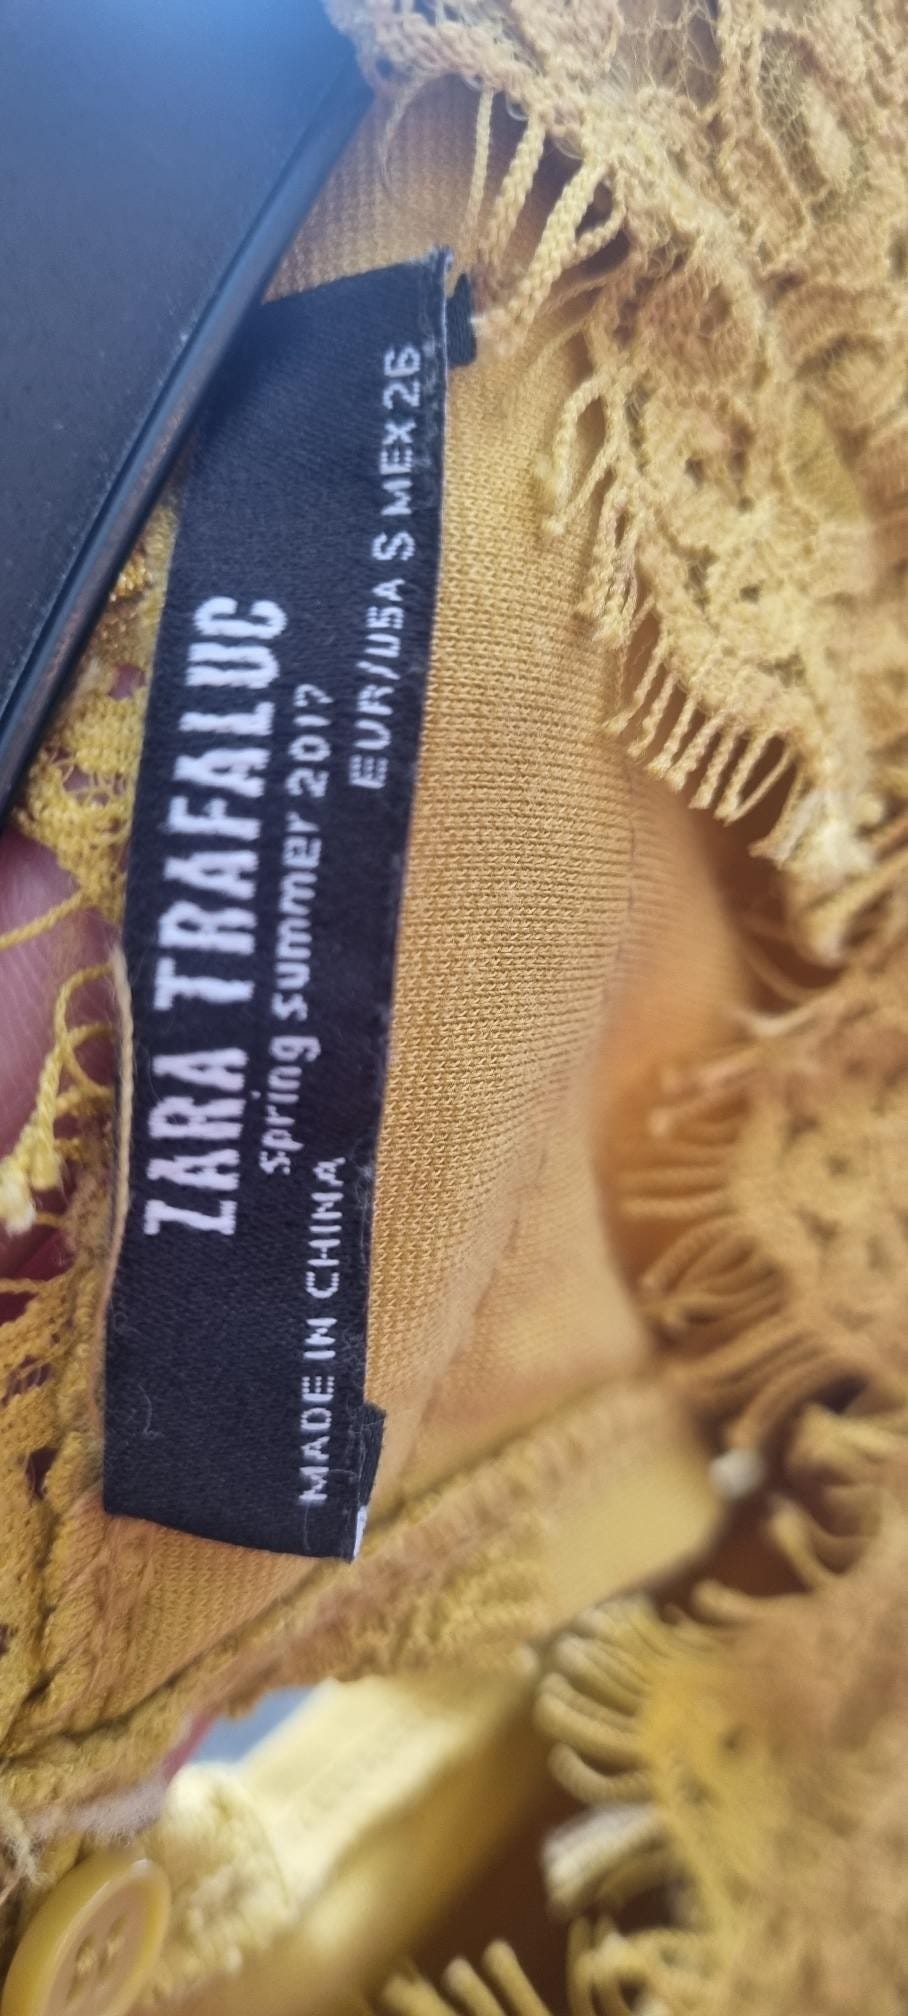 ZARA TRAFALUC
spring summer 2017
MADE IN CHINA
EUR/USA S MEX 26